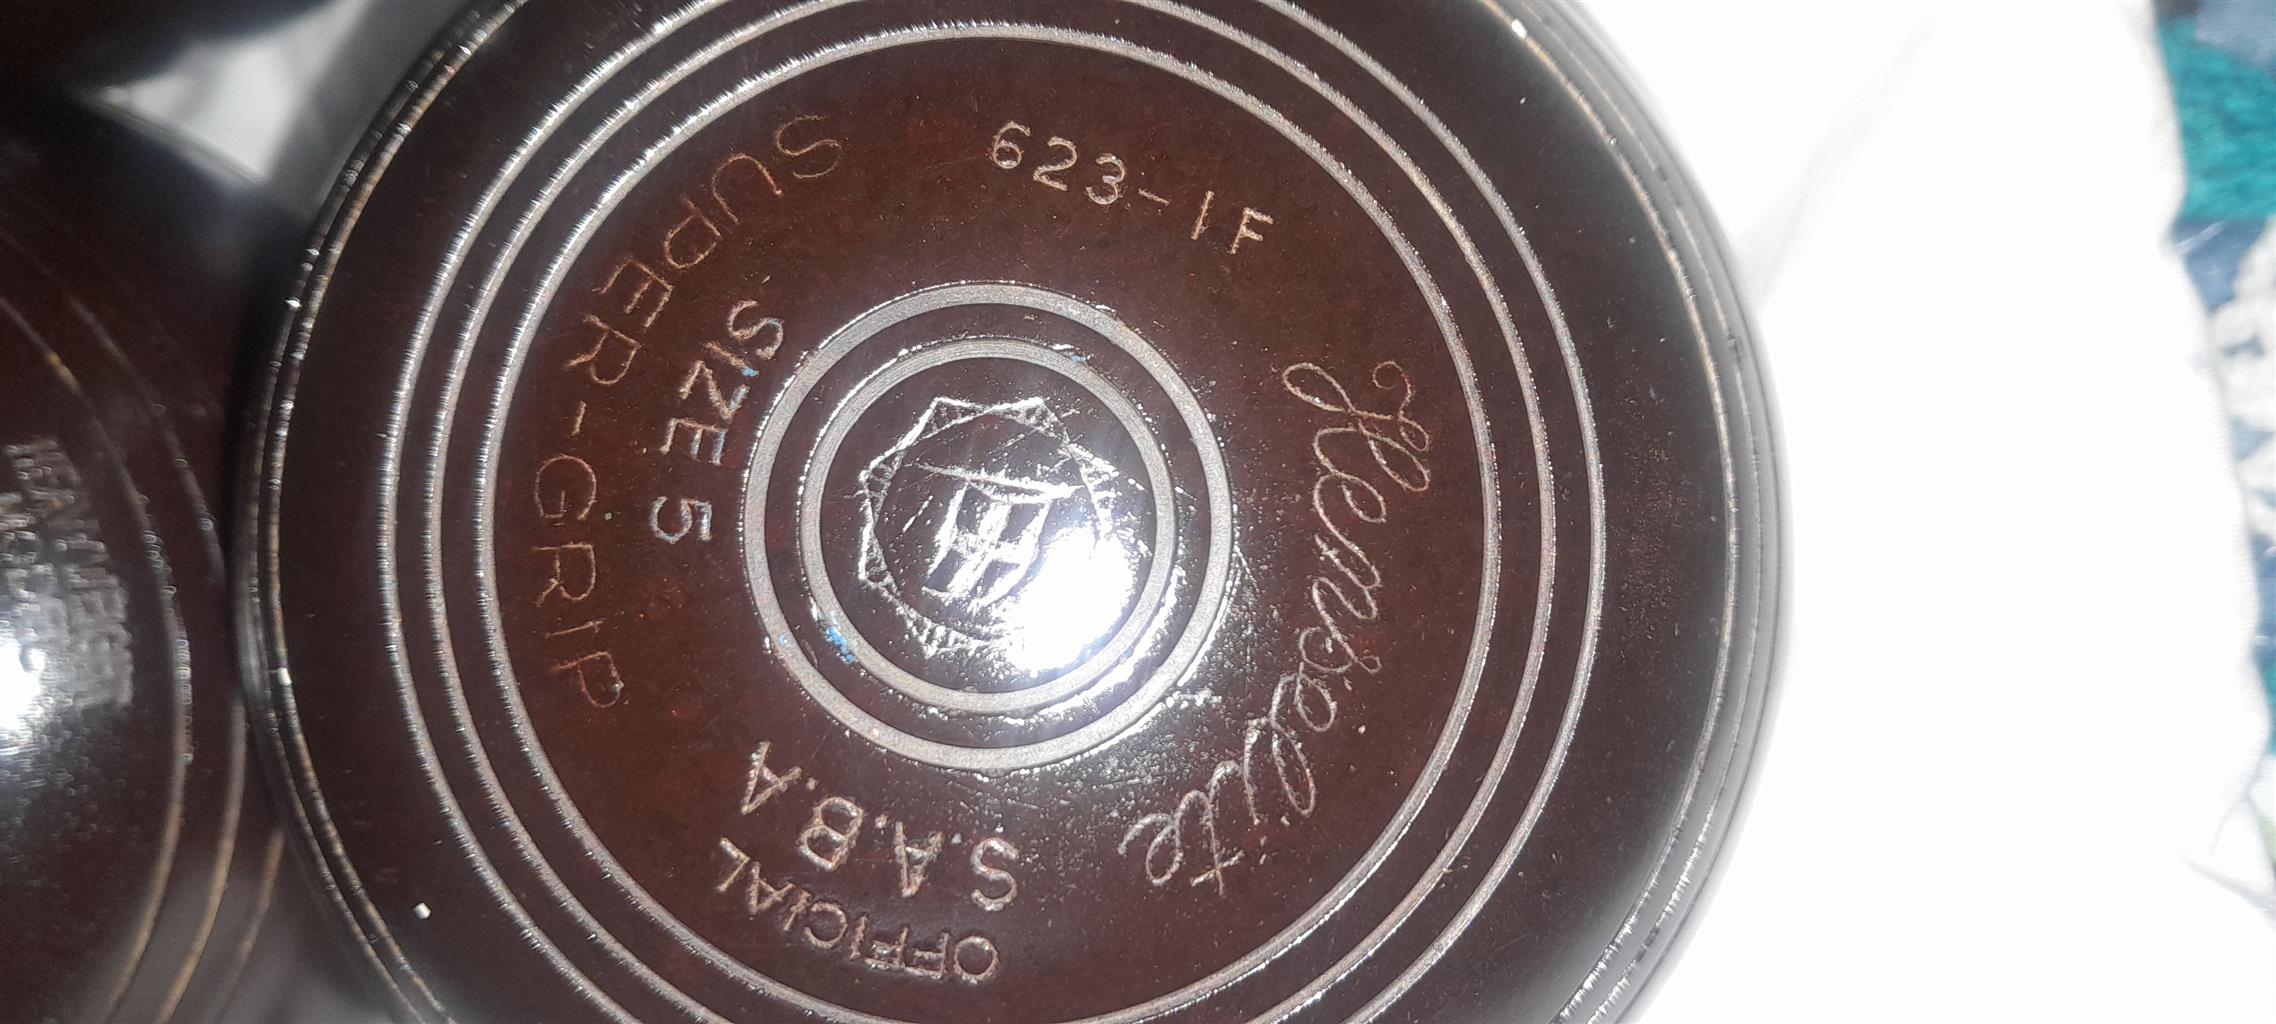 623-1F
Henselite
SUPER-GRIP
SIZE 5
OFFICIAL
S.A.B.A